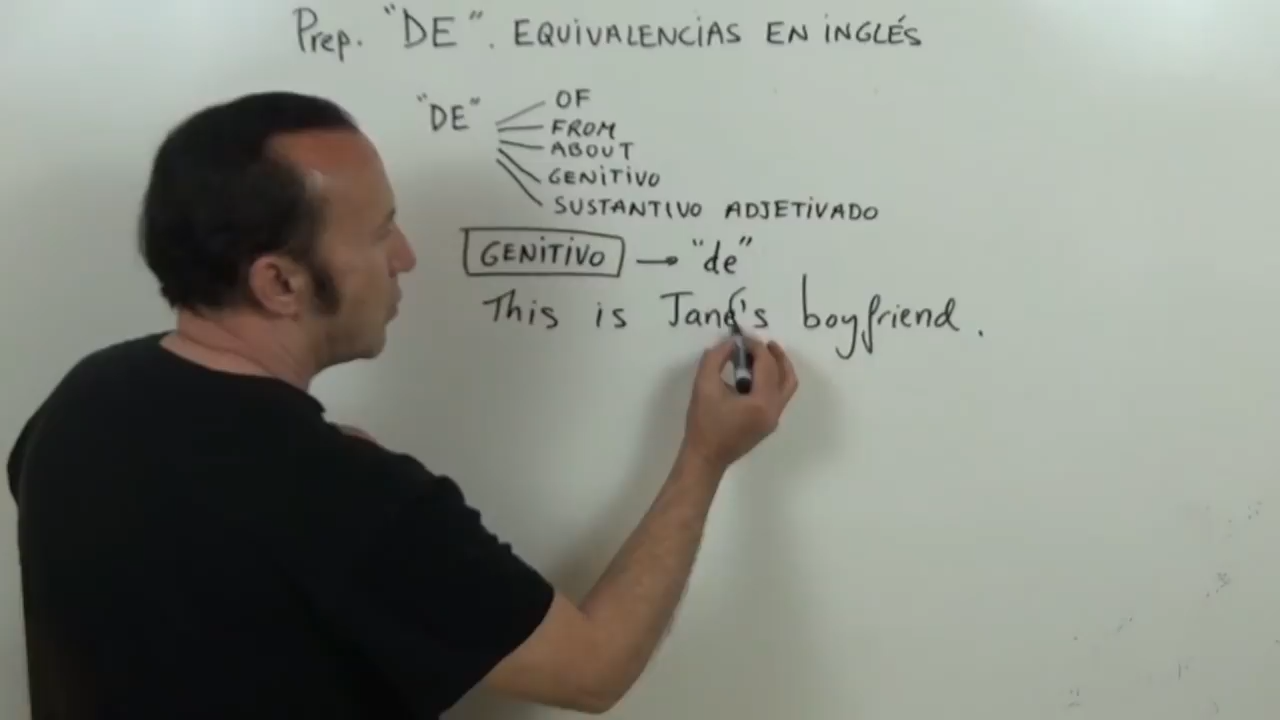 Prep. "DE". EQUIVALENCIAS EN INGLÉS
"DE"
OF
FROM
ABOUT
GENITIVO
SUSTANTIVO ADJETIVADO
GENITIVO → "de"
This is Jane's boyfriend.